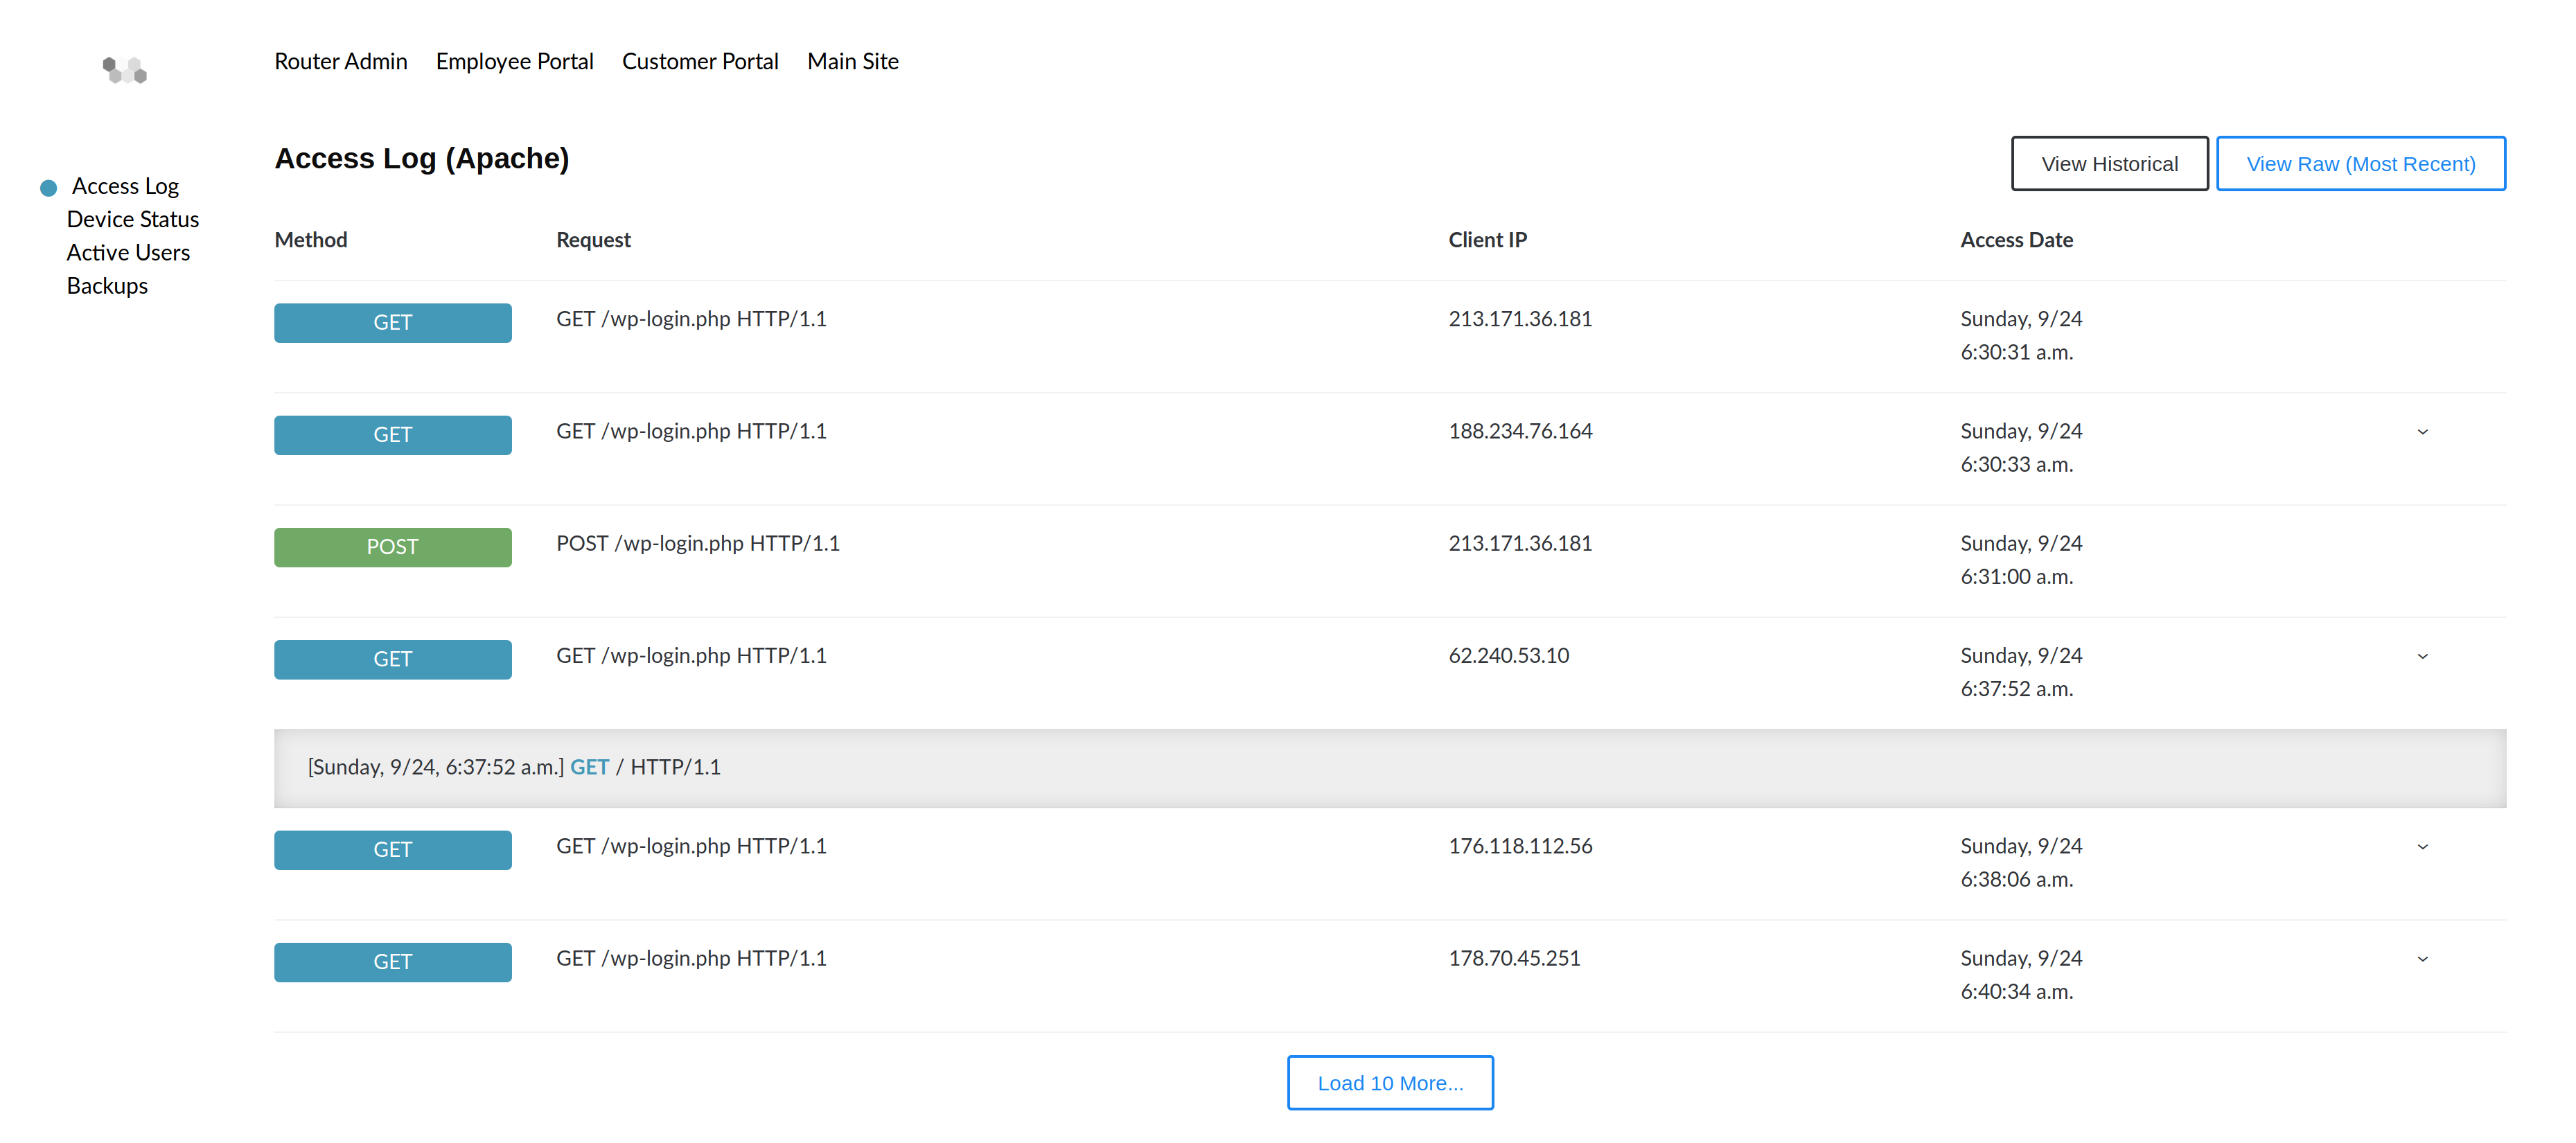 Router Admin Employee Portal Customer Portal Main Site
Access Log (Apache)
View Historical View Raw (Most Recent)
Access Log
Device Status
Active Users
Backups
Method Request Client IP Access Date
GET GET /wp-login.php HTTP/1.1 213.171.36.181 Sunday, 9/24
6:30:31 a.m.
GET GET /wp-login.php HTTP/1.1 188.234.76.164 Sunday, 9/24
6:30:33 a.m.
POST POST /wp-login.php HTTP/1.1 213.171.36.181 Sunday, 9/24
6:31:00 a.m.
GET GET /wp-login.php HTTP/1.1 62.240.53.10 Sunday, 9/24
6:37:52 a.m.
[Sunday, 9/24, 6:37:52 a.m.] GET / HTTP/1.1
GET GET /wp-login.php HTTP/1.1 176.118.112.56 Sunday, 9/24
6:38:06 a.m.
GET GET /wp-login.php HTTP/1.1 178.70.45.251 Sunday, 9/24
6:40:34 a.m.
Load 10 More...